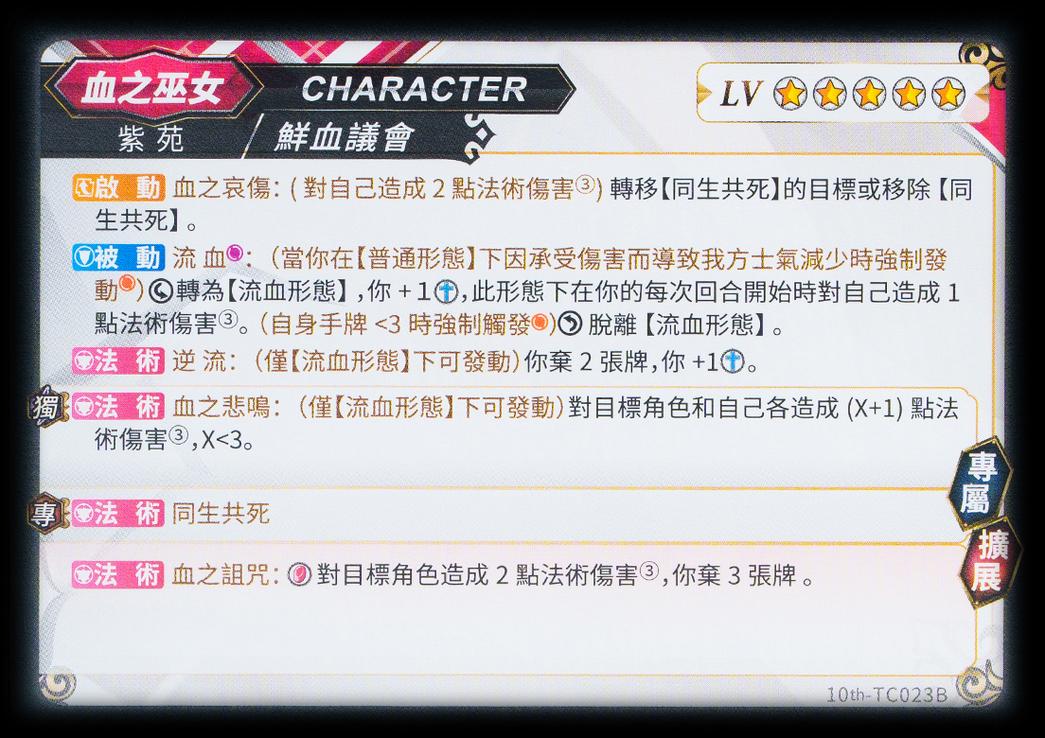 血之巫女 CHARACTER LV
紫苑 / 鮮血議會
啟動 血之哀傷:(對自己造成 2 點法術傷害③) 轉移【同生共死】的目標或移除【同
生共死】。
被動 流血:(當你在【普通形態】下因承受傷害而導致我方士氣減少時強制發
動)轉為【流血形態】,你 + 1,此形態下在你的每次回合開始時對自己造成 1
點法術傷害③。(自身手牌 <3 時強制觸發)脫離【流血形態】。
法術 逆流:(僅【流血形態】下可發動)你棄 2 張牌,你 +1。
獨 法術 血之悲鳴:(僅【流血形態】下可發動)對目標角色和自己各造成 (X+1) 點法
術傷害③,X<3。
專屬
專 法術 同生共死
擴展
法術 血之詛咒:對目標角色造成 2 點法術傷害③,你棄 3 張牌。
10th-TC023B